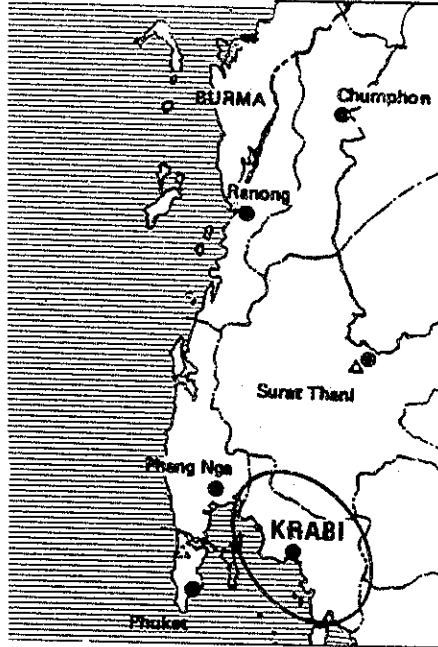 BURMA
Chumphon
Ranong
Surat Thani
Phang Nga
KRABI
Phuket